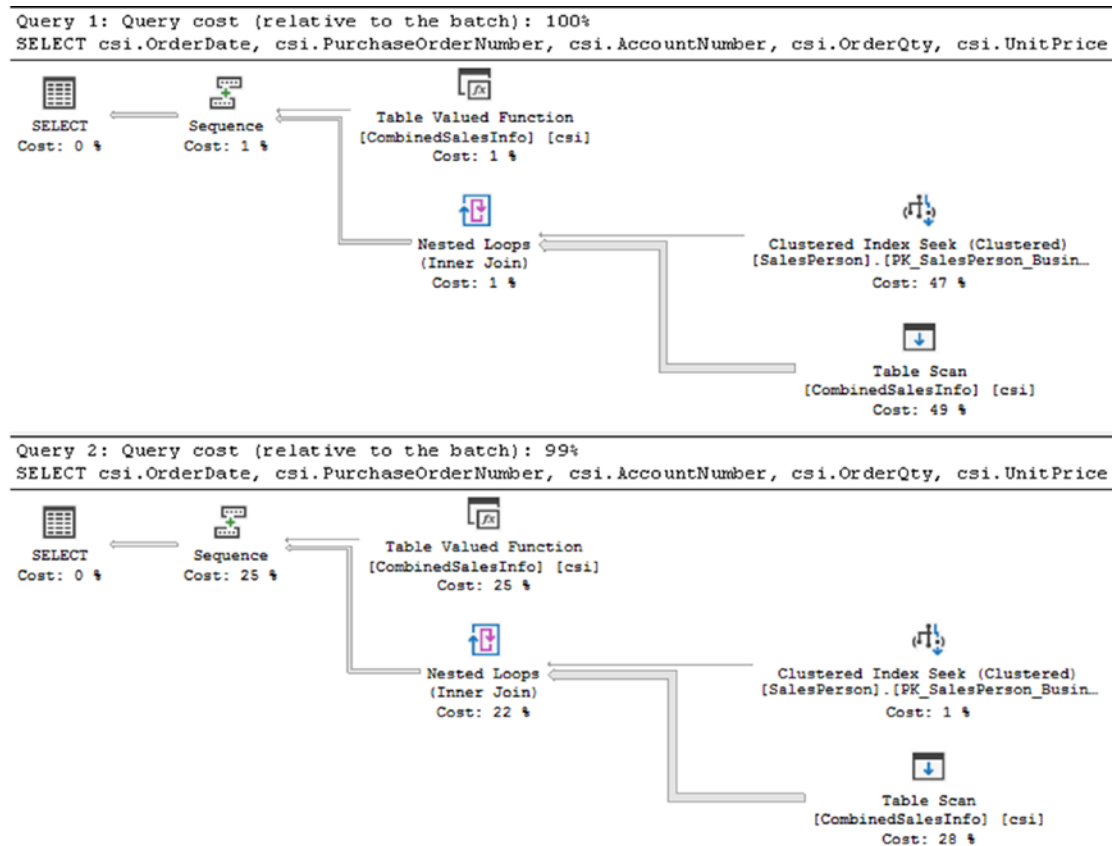 Query 1: Query cost (relative to the batch): 100%
SELECT csi.OrderDate, csi.PurchaseOrderNumber, csi.AccountNumber, csi.OrderQty, csi.UnitPrice
SELECT
Cost: 0 %
Sequence
Cost: 1 %
Table Valued Function
[CombinedSalesInfo] [csi]
Cost: 1 %
Nested Loops
(Inner Join)
Cost: 1 %
Clustered Index Seek (Clustered)
[SalesPerson].[PK_SalesPerson_Busin…
Cost: 47 %
Table Scan
[CombinedSalesInfo] [csi]
Cost: 49 %
Query 2: Query cost (relative to the batch): 99%
SELECT csi.OrderDate, csi.PurchaseOrderNumber, csi.AccountNumber, csi.OrderQty, csi.UnitPrice
SELECT
Cost: 0 %
Sequence
Cost: 25 %
Table Valued Function
[CombinedSalesInfo] [csi]
Cost: 25 %
Nested Loops
(Inner Join)
Cost: 22 %
Clustered Index Seek (Clustered)
[SalesPerson].[PK_SalesPerson_Busin…
Cost: 1 %
Table Scan
[CombinedSalesInfo] [csi]
Cost: 28 %